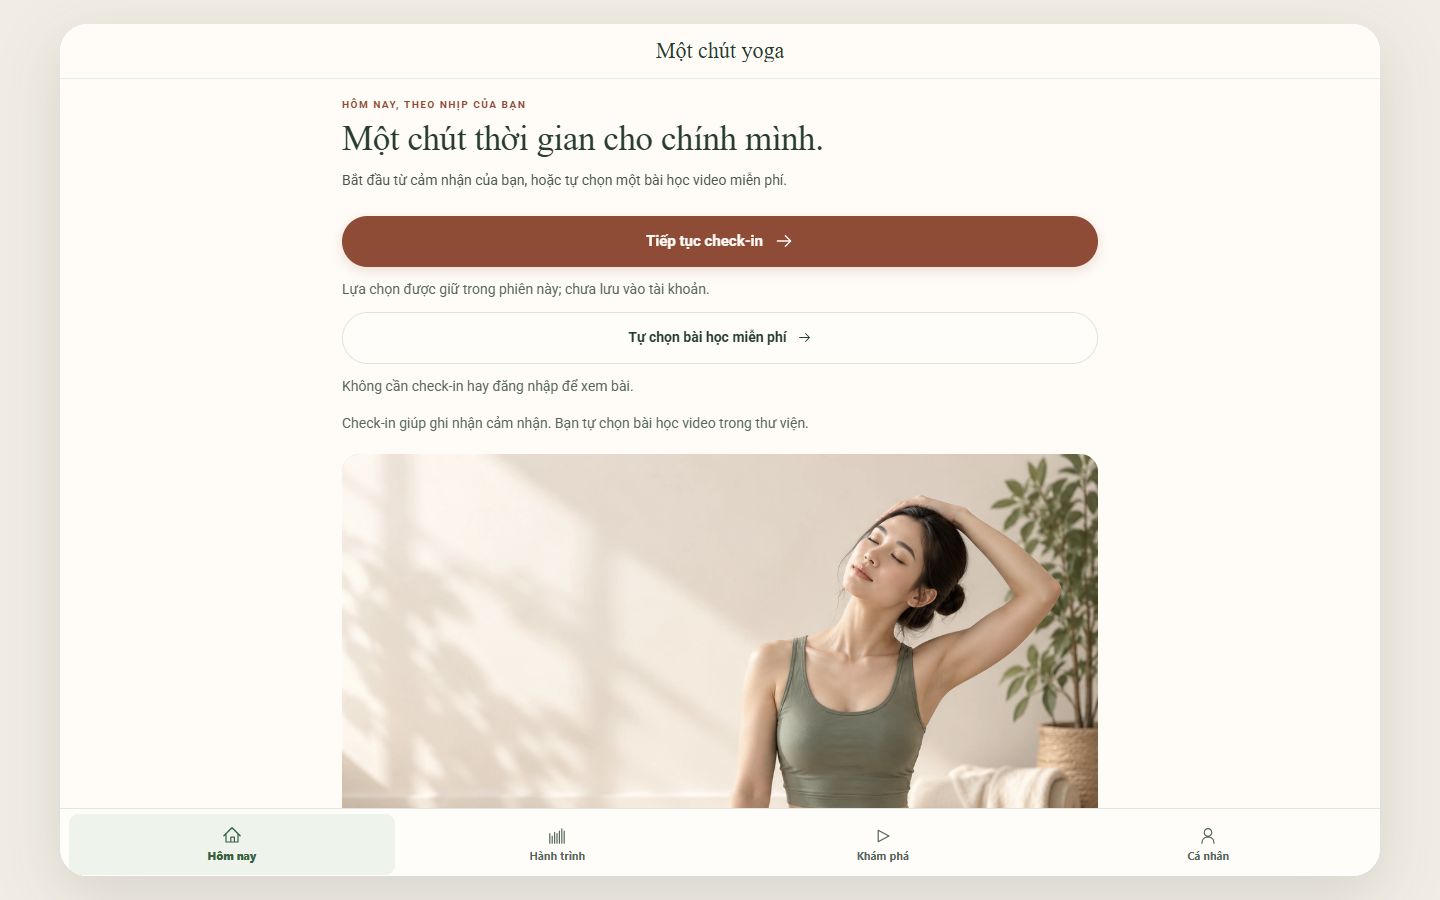 Một chút yoga
HÔM NAY, THEO NHỊP CỦA BẠN
Một chút thời gian cho chính mình.
Bắt đầu từ cảm nhận của bạn, hoặc tự chọn một bài học video miễn phí.
Tiếp tục check-in
Lựa chọn được giữ trong phiên này; chưa lưu vào tài khoản.
Tự chọn bài học miễn phí
Không cần check-in hay đăng nhập để xem bài.
Check-in giúp ghi nhận cảm nhận. Bạn tự chọn bài học video trong thư viện.
Hôm nay
Hành trình
Khám phá
Cá nhân